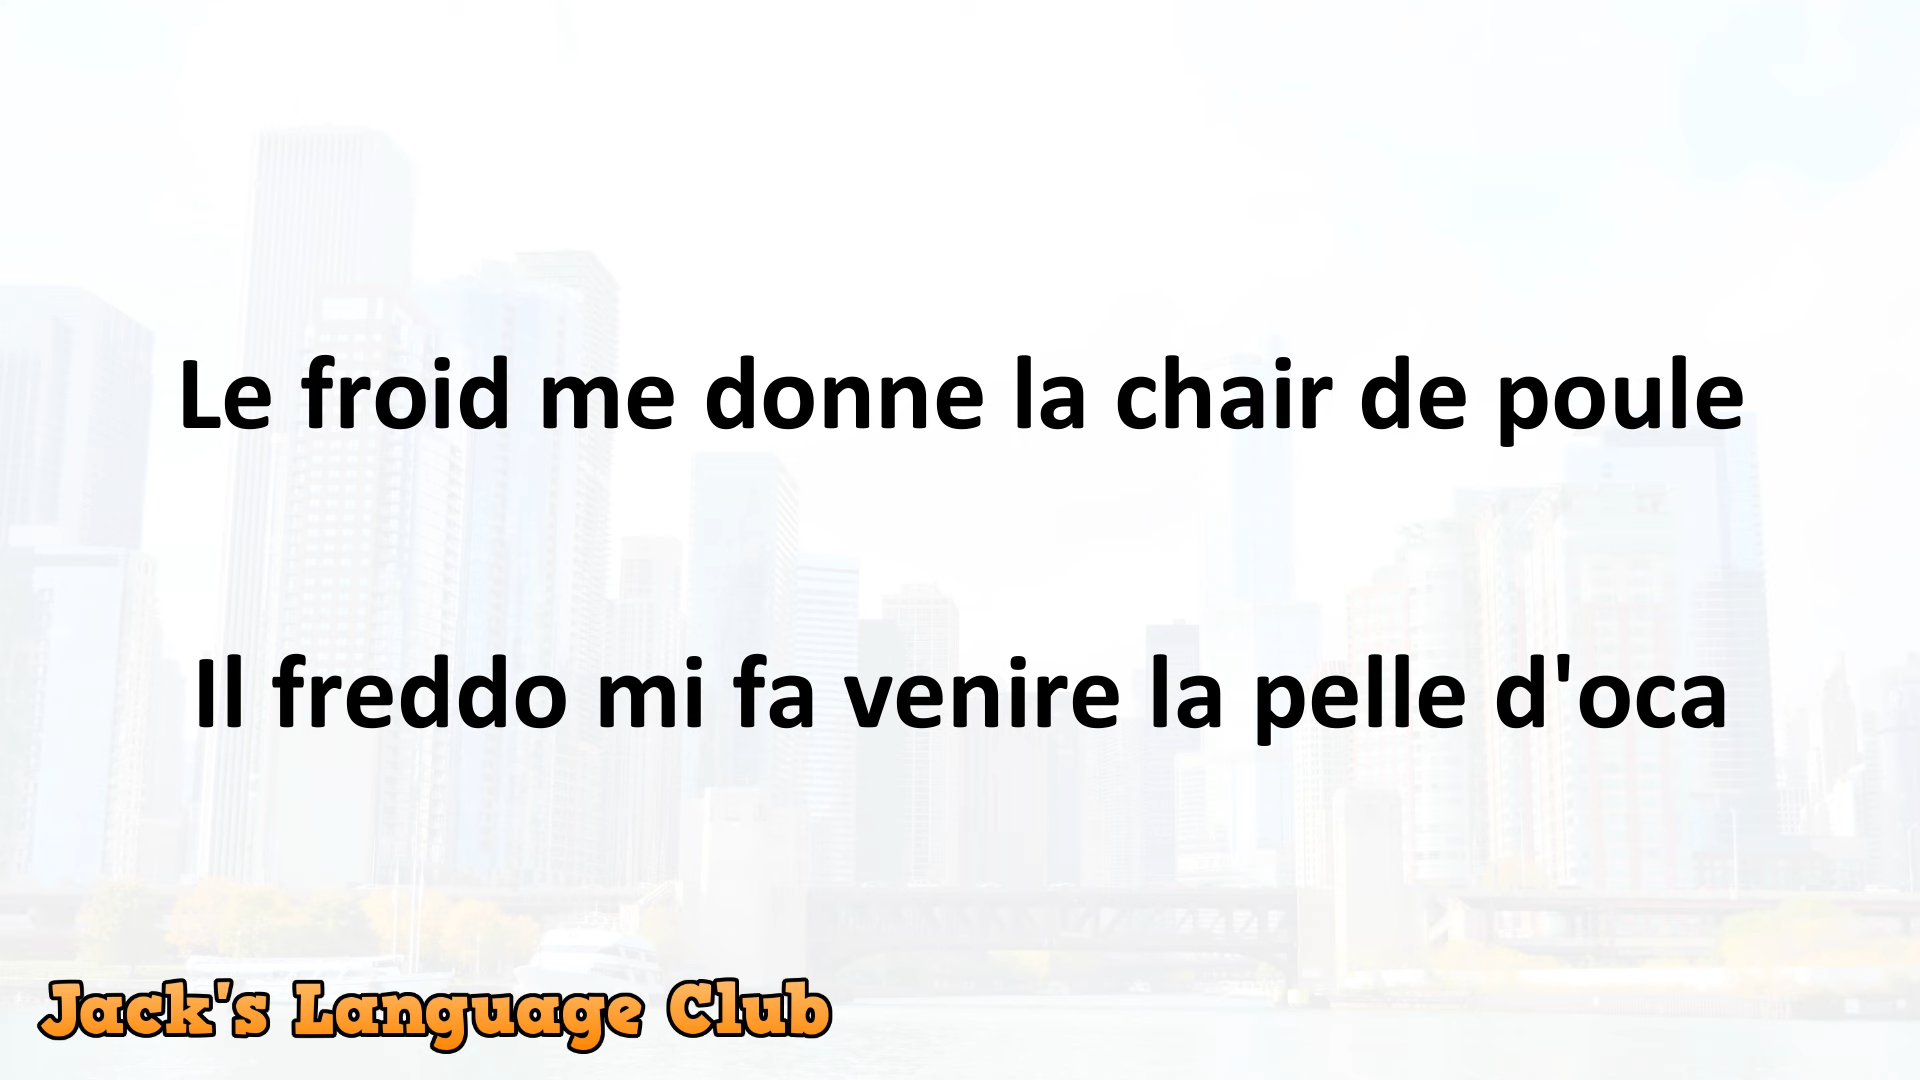 Le froid me donne la chair de poule
Il freddo mi fa venire la pelle d'oca
Jack's Language Club